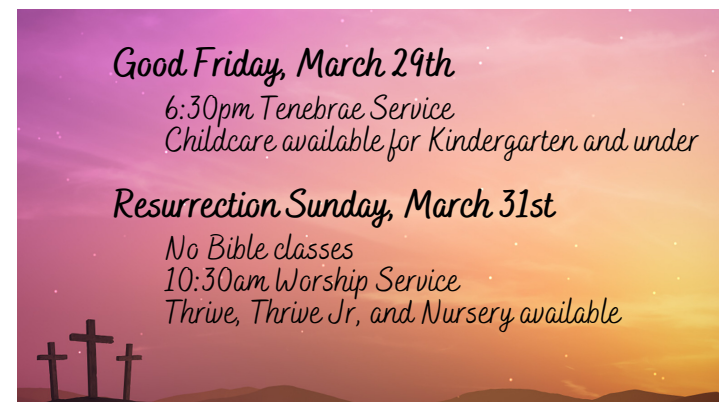 Good Friday, March 29th
6:30pm Tenebrae Service
Childcare available for Kindergarten and under
Resurrection Sunday, March 31st
No Bible classes
10:30am Worship Service
Thrive, Thrive Jr, and Nursery available